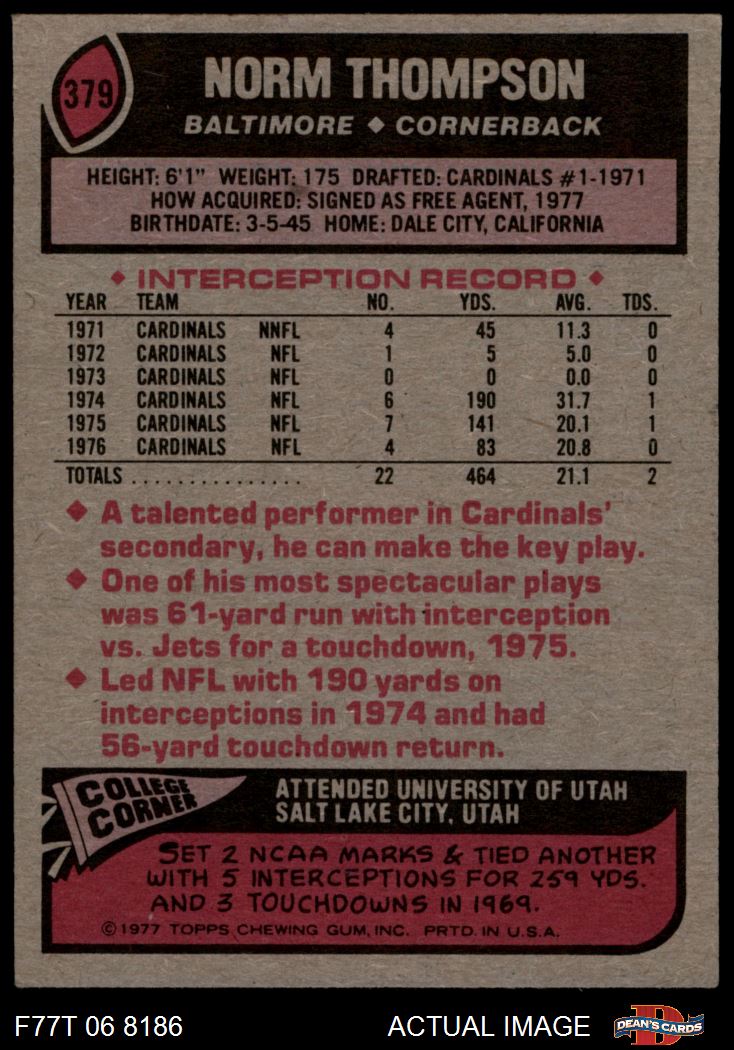 379
NORM THOMPSON
BALTIMORE ◆ CORNERBACK
HEIGHT: 6'1" WEIGHT: 175 DRAFTED: CARDINALS #1-1971
HOW ACQUIRED: SIGNED AS FREE AGENT, 1977
BIRTHDATE: 3-5-45 HOME: DALE CITY, CALIFORNIA
◆ INTERCEPTION RECORD ◆
YEAR TEAM NO. YDS. AVG. TDS.
1971 CARDINALS NNFL 4 45 11.3 0
1972 CARDINALS NFL 1 5 5.0 0
1973 CARDINALS NFL 0 0 0.0 0
1974 CARDINALS NFL 6 190 31.7 1
1975 CARDINALS NFL 7 141 20.1 1
1976 CARDINALS NFL 4 83 20.8 0
TOTALS ............... 22 464 21.1 2
◆ A talented performer in Cardinals'
secondary, he can make the key play.
◆ One of his most spectacular plays
was 61-yard run with interception
vs. Jets for a touchdown, 1975.
◆ Led NFL with 190 yards on
interceptions in 1974 and had
56-yard touchdown return.
COLLEGE
CORNER
ATTENDED UNIVERSITY OF UTAH
SALT LAKE CITY, UTAH
SET 2 NCAA MARKS & TIED ANOTHER
WITH 5 INTERCEPTIONS FOR 259 YDS.
AND 3 TOUCHDOWNS IN 1969.
©1977 TOPPS CHEWING GUM, INC. PRTD. IN U.S.A.
F77T 06 8186 ACTUAL IMAGE
D
DEAN'S CARDS